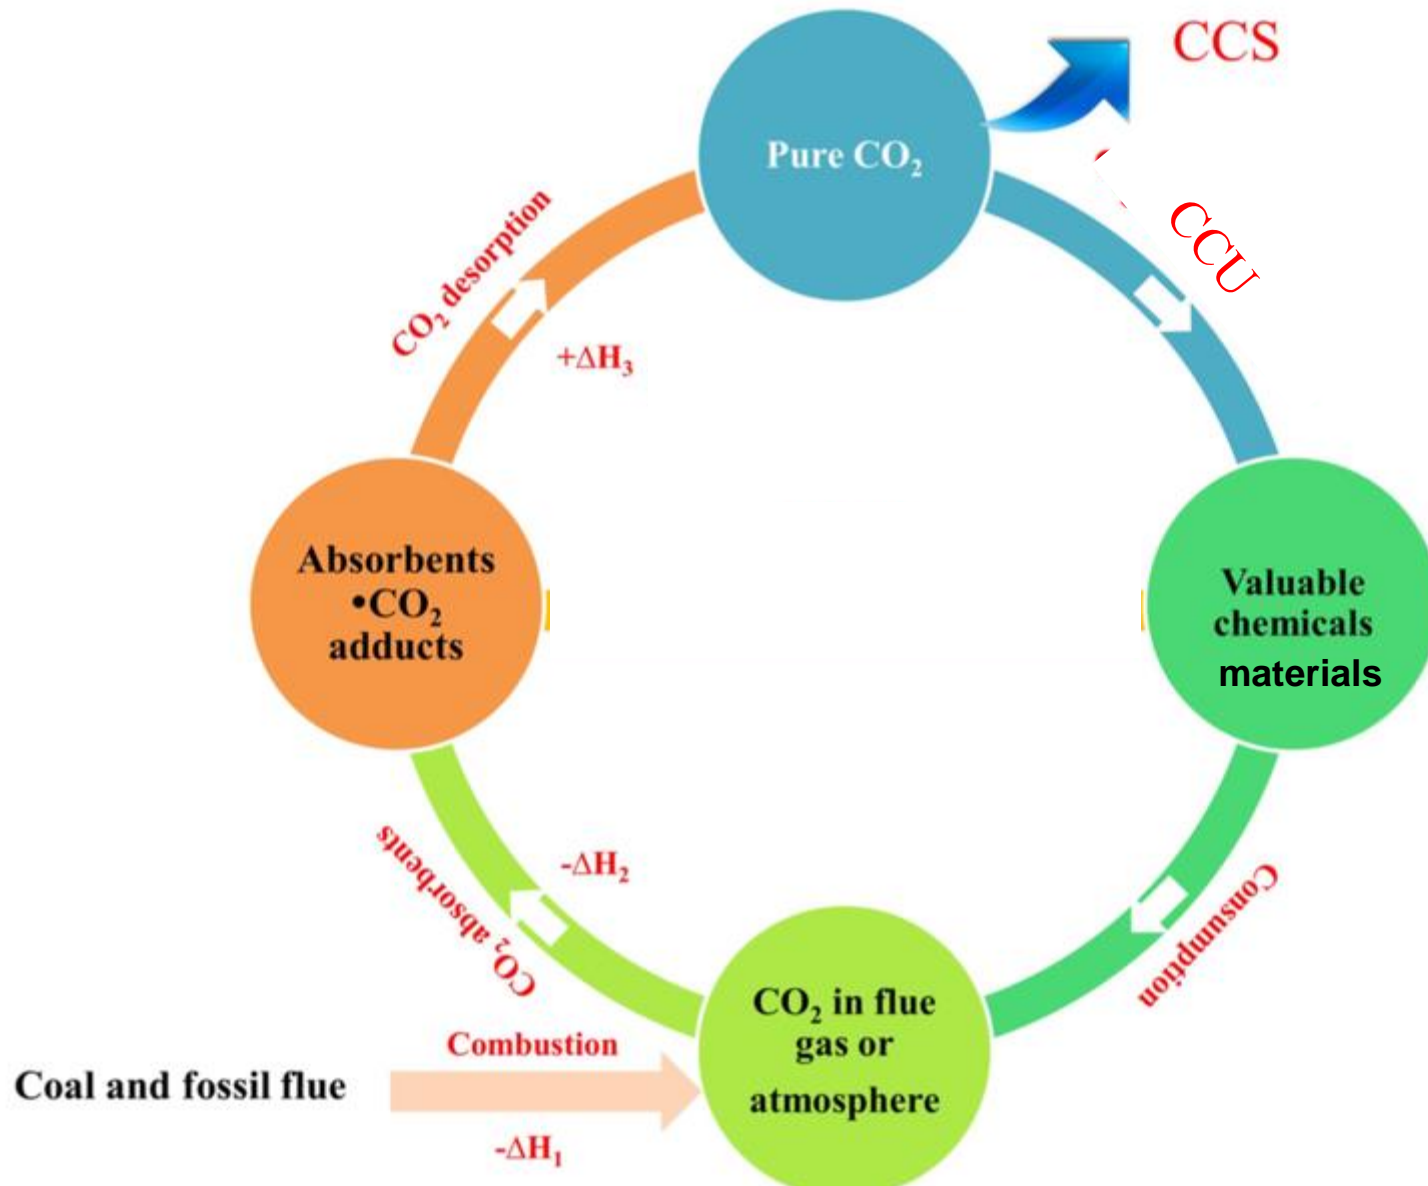 CCS
Pure CO₂
CCU
CO₂ desorption
+ΔH₃
Absorbents
•CO₂
adducts
Valuable
chemicals
materials
-ΔH₂
CO₂ absorbents
Consumption
CO₂ in flue
gas or
atmosphere
Combustion
Coal and fossil flue
-ΔH₁